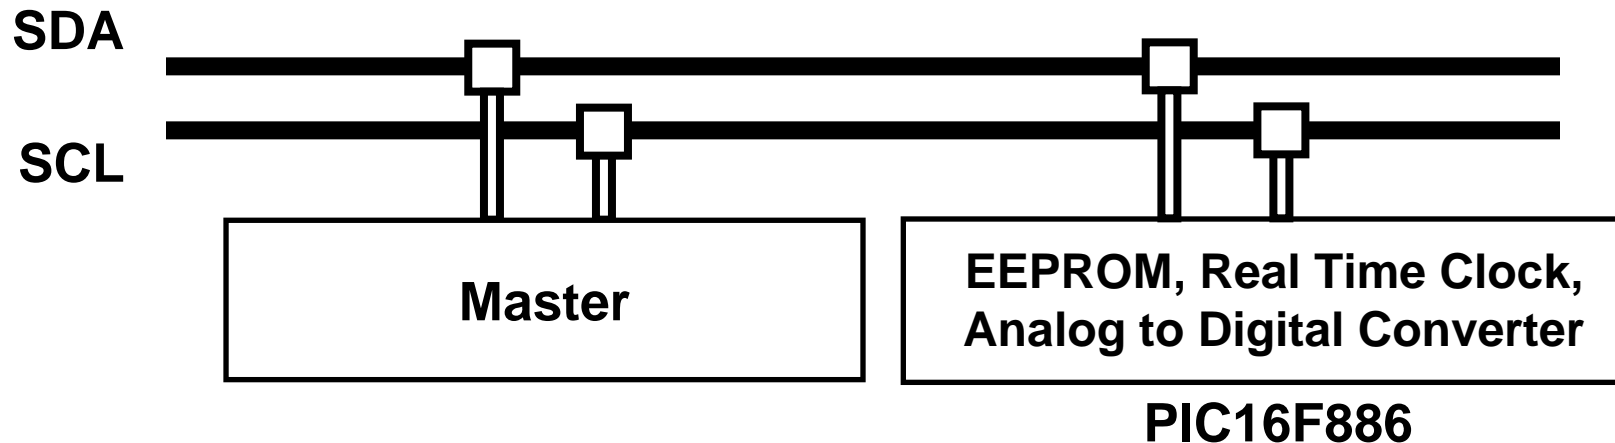 SDA
SCL
Master
EEPROM, Real Time Clock,
Analog to Digital Converter
PIC16F886